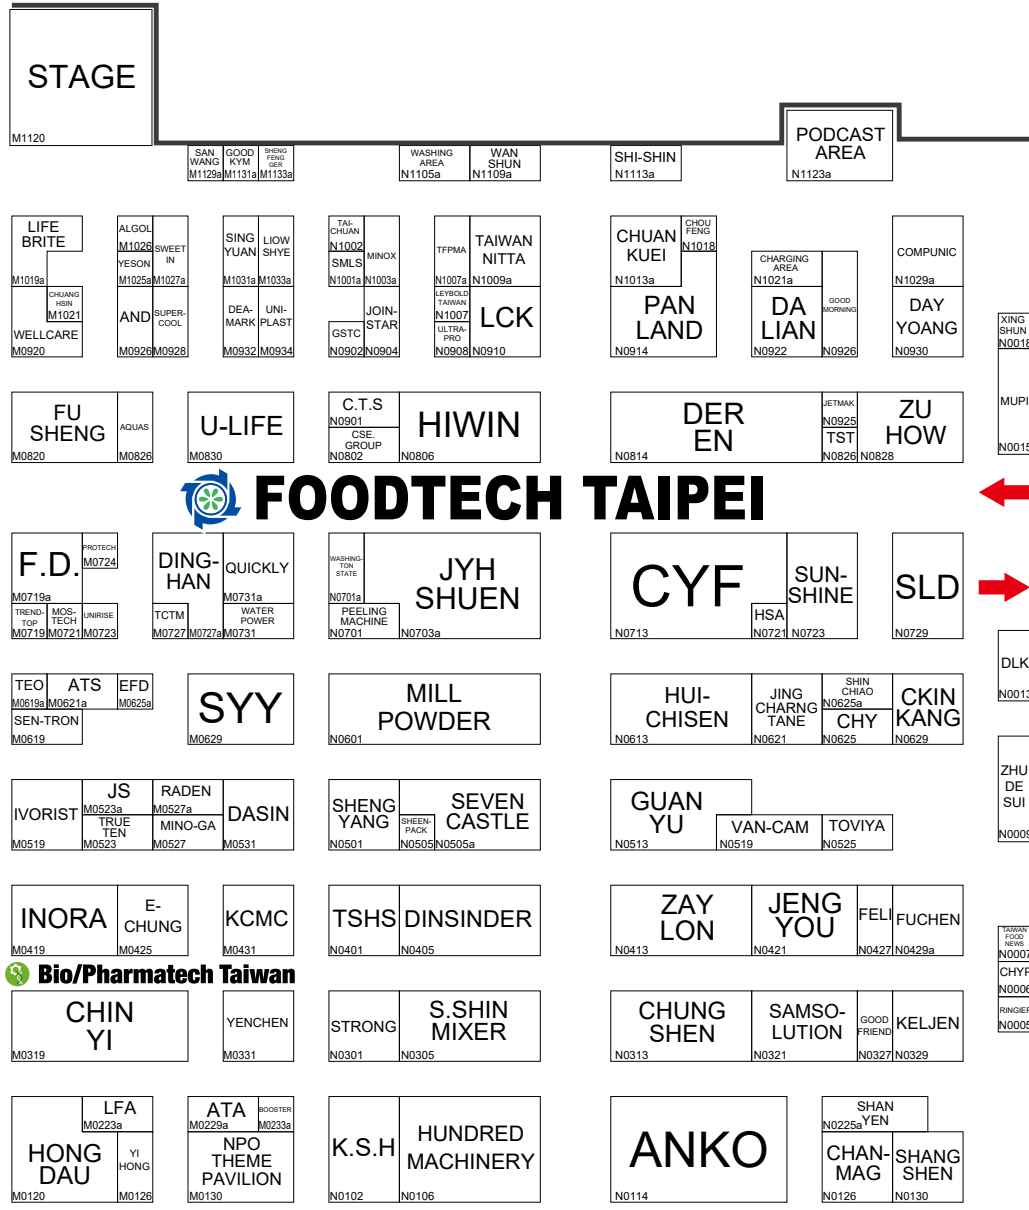 STAGE
M1120
PODCAST
AREA
N1123a
SAN
WANG
M1129a
GOOD
KYM
M1131a
SHENG
FENG
GER
M1133a
WASHING
AREA
N1105a
WAN
SHUN
N1109a
SHI-SHIN
N1113a
LIFE
BRITE
M1019a
CHUANG
HSIN
M1021
WELLCARE
M0920
ALGOL
M1026
YESON
M1025a
SWEET
IN
M1027a
AND
M0926
SUPER-
COOL
M0928
SING
YUAN
M1031a
LIOW
SHYE
M1033a
DEA-
MARK
M0932
UNI-
PLAST
M0934
TAI-
CHUAN
N1002
SMLS
N1001a
MINOX
N1003a
GSTC
N0902
JOIN-
STAR
N0904
TFPMA
N1007a
TAIWAN
NITTA
N1009a
LEYBOLD
TAIWAN
N1007
ULTRA-
PRO
N0908
LCK
N0910
CHUAN
KUEI
N1013a
CHOU
FENG
N1018
PAN
LAND
N0914
CHARGING
AREA
N1021a
DA
LIAN
N0922
GOOD
MORNING
N0926
COMPUNIC
N1029a
DAY
YOANG
N0930
XING
SHUN
N0018
MUPI
N0015
FU
SHENG
M0820
AQUAS
M0826
U-LIFE
M0830
C.T.S
N0901
CSE.
GROUP
N0802
HIWIN
N0806
DER
EN
N0814
JETMAK
N0925
TST
N0826
ZU
HOW
N0828
FOODTECH TAIPEI
F.D.
M0719a
PROTECH
M0724
TREND-
TOP
M0719
MOS-
TECH
M0721
UNIRISE
M0723
DING-
HAN
M0727a
TCTM
M0727
QUICKLY
M0731a
WATER
POWER
M0731
WASHING-
TON
STATE
N0701a
PEELING
MACHINE
N0701
JYH
SHUEN
N0703a
CYF
N0713
HSA
N0721
SUN-
SHINE
N0723
SLD
N0729
DLK
N0013
TEO
M0619a
ATS
M0621a
EFD
M0625a
SEN-TRON
M0619
SYY
M0629
MILL
POWDER
N0601
HUI-
CHISEN
N0613
JING
CHARNG
TANE
N0621
SHIN
CHIAO
N0625a
CHY
N0625
CKIN
KANG
N0629
ZHU
DE
SUI
N0009
IVORIST
M0519
JS
M0523a
TRUE
TEN
M0523
RADEN
M0527a
MINO-GA
M0527
DASIN
M0531
SHENG
YANG
N0501
SHEEN-
PACK
N0505
SEVEN
CASTLE
N0505a
GUAN
YU
N0513
VAN-CAM
N0519
TOVIYA
N0525
INORA
M0419
E-
CHUNG
M0425
KCMC
M0431
TSHS
N0401
DINSINDER
N0405
ZAY
LON
N0413
JENG
YOU
N0421
FELI
N0427
FUCHEN
N0429a
TAIWAN
FOOD
NEWS
N0007
CHYF
N0006
RINGIER
N0005
Bio/Pharmatech Taiwan
CHIN
YI
M0319
YENCHEN
M0331
STRONG
N0301
S.SHIN
MIXER
N0305
CHUNG
SHEN
N0313
SAMSO-
LUTION
N0321
GOOD
FRIEND
N0327
KELJEN
N0329
LFA
M0223a
HONG
DAU
M0120
YI
HONG
M0126
ATA
M0229a
BOOSTER
M0233a
NPO
THEME
PAVILION
M0130
K.S.H
N0102
HUNDRED
MACHINERY
N0106
ANKO
N0114
SHAN
YEN
N0225a
CHAN-
MAG
N0126
SHANG
SHEN
N0130